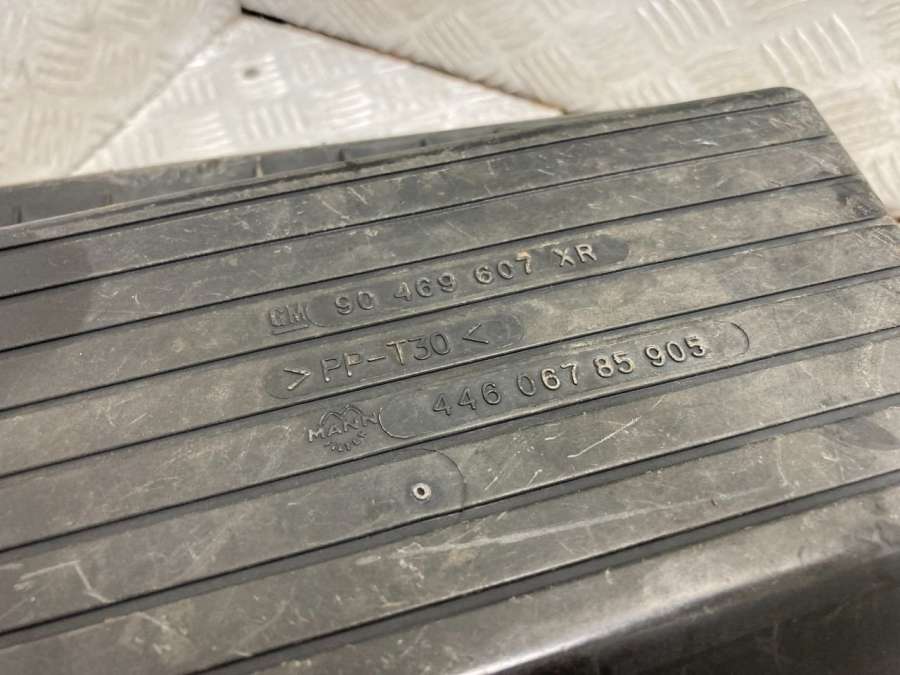 GM 90 469 607 XR
>PP-T30<
MANN 446 067 85 905